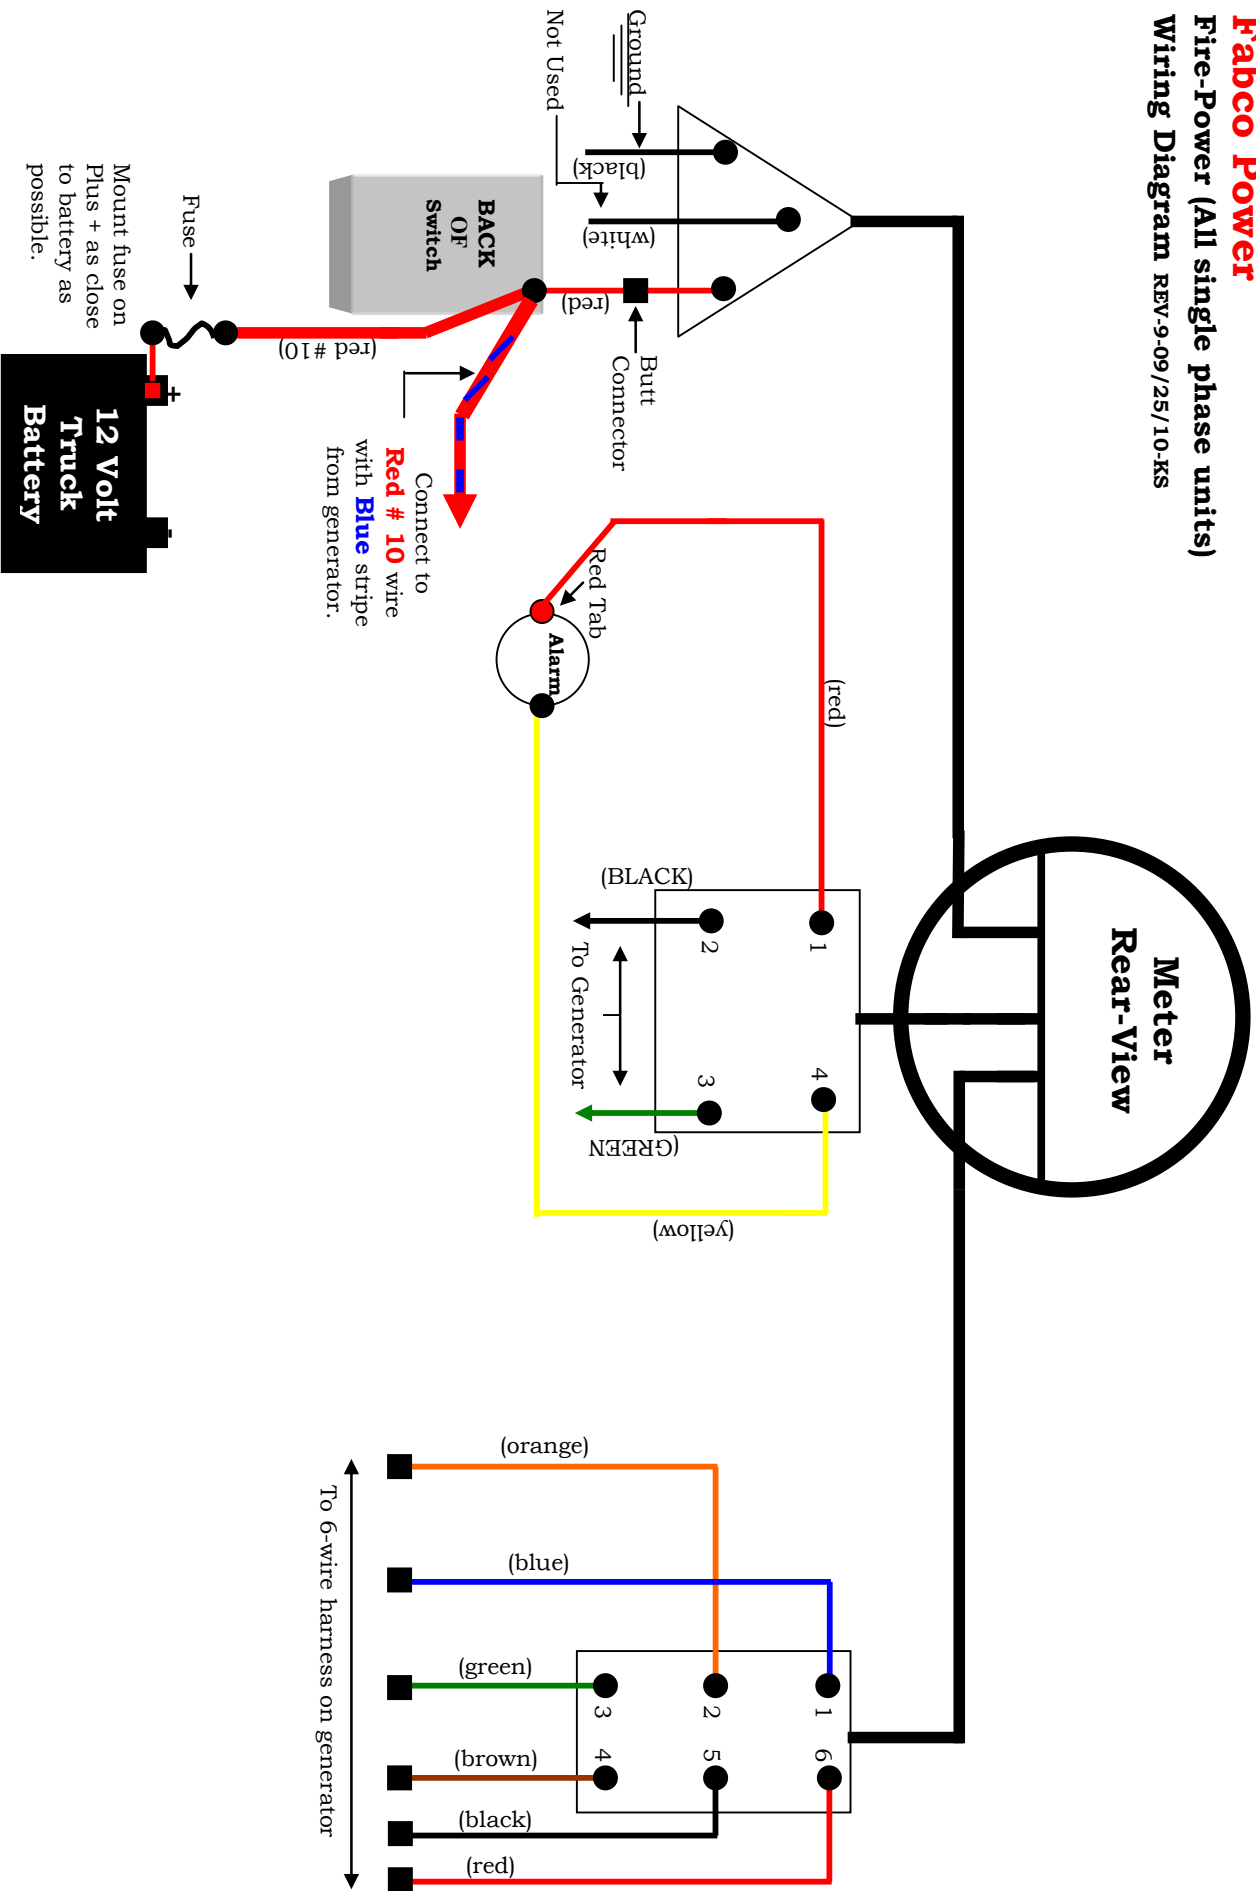 Fabco Power
Fire-Power (All single phase units)
Wiring Diagram REV-9-09/25/10-KS
Meter
Rear-View
Ground
Not Used
(black)
(white)
(red)
Butt
Connector
BACK
OF
Switch
(red #10)
Fuse
Mount fuse on
Plus + as close
to battery as
possible.
+
-
12 Volt
Truck
Battery
Connect to
Red # 10 wire
with Blue stripe
from generator.
Red Tab
Alarm
(red)
(BLACK)
1
2
3
4
To Generator
(GREEN)
(yellow)
(orange)
(blue)
(green)
(brown)
(black)
(red)
1
2
3
4
5
6
To 6-wire harness on generator